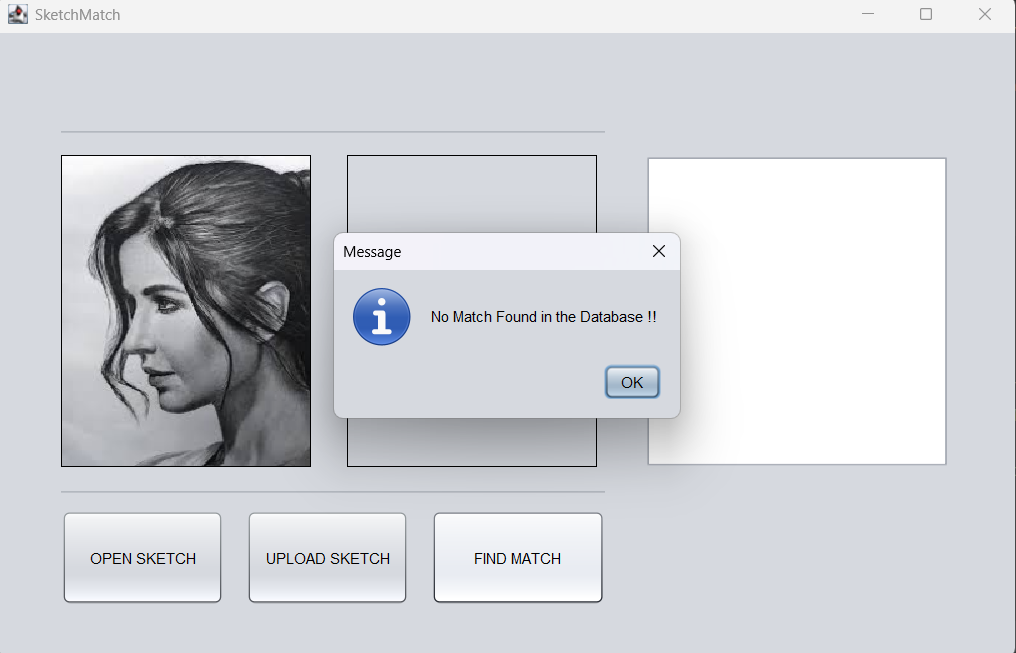 SketchMatch
Message
No Match Found in the Database !!
OK
OPEN SKETCH
UPLOAD SKETCH
FIND MATCH